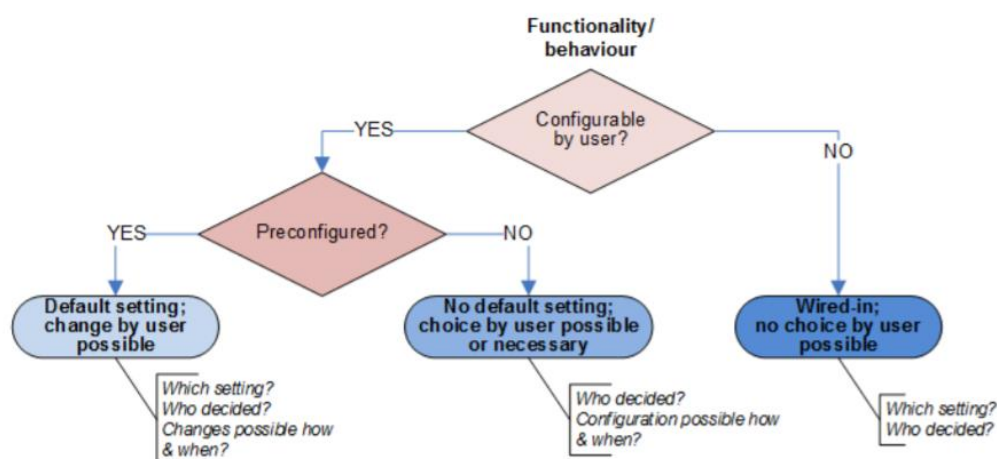 Functionality/
behaviour
Configurable
by user?
YES
NO
Preconfigured?
YES
NO
Default setting;
change by user
possible
No default setting;
choice by user possible
or necessary
Wired-in;
no choice by user
possible
Which setting?
Who decided?
Changes possible how
& when?
Who decided?
Configuration possible how
& when?
Which setting?
Who decided?